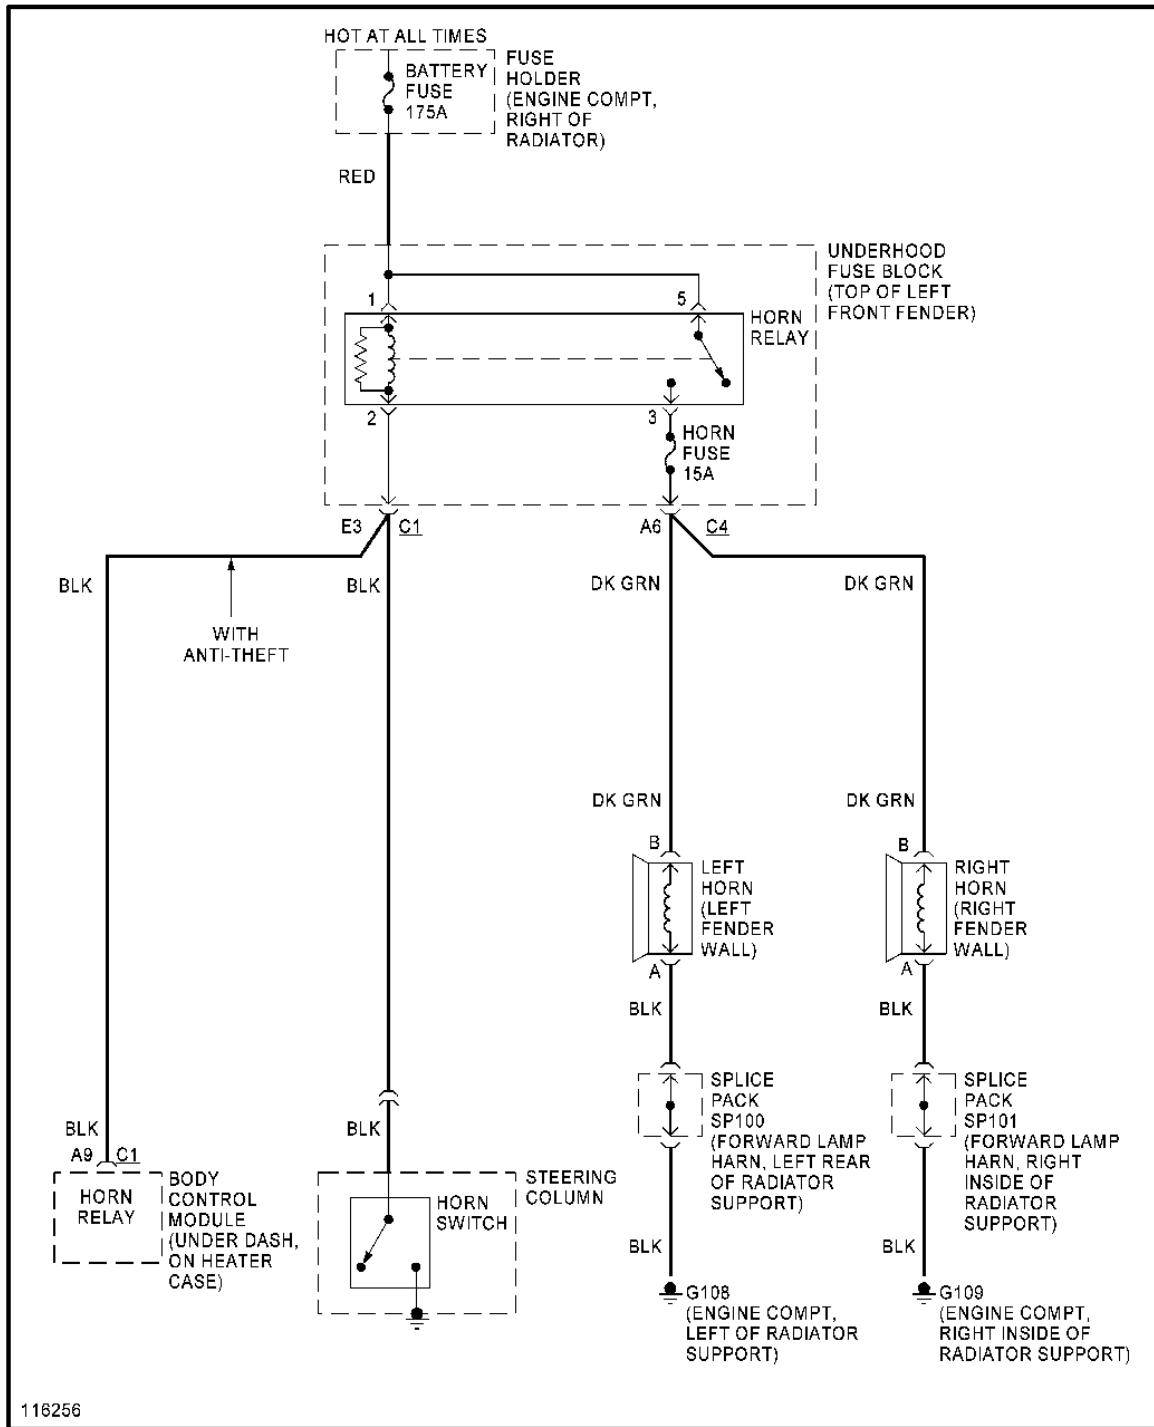 HOT AT ALL TIMES
BATTERY
FUSE
175A
FUSE
HOLDER
(ENGINE COMPT,
RIGHT OF
RADIATOR)
RED
UNDERHOOD
FUSE BLOCK
(TOP OF LEFT
FRONT FENDER)
1
5
HORN
RELAY
2
3
HORN
FUSE
15A
E3
C1
A6
C4
BLK
BLK
DK GRN
DK GRN
WITH
ANTI-THEFT
DK GRN
DK GRN
B
LEFT
HORN
(LEFT
FENDER
WALL)
A
B
RIGHT
HORN
(RIGHT
FENDER
WALL)
A
BLK
BLK
SPLICE
PACK
SP100
(FORWARD LAMP
HARN, LEFT REAR
OF RADIATOR
SUPPORT)
SPLICE
PACK
SP101
(FORWARD LAMP
HARN, RIGHT
INSIDE OF
RADIATOR
SUPPORT)
BLK
A9
C1
BLK
HORN
RELAY
BODY
CONTROL
MODULE
(UNDER DASH,
ON HEATER
CASE)
HORN
SWITCH
STEERING
COLUMN
BLK
BLK
G108
(ENGINE COMPT,
LEFT OF RADIATOR
SUPPORT)
G109
(ENGINE COMPT,
RIGHT INSIDE OF
RADIATOR SUPPORT)
116256